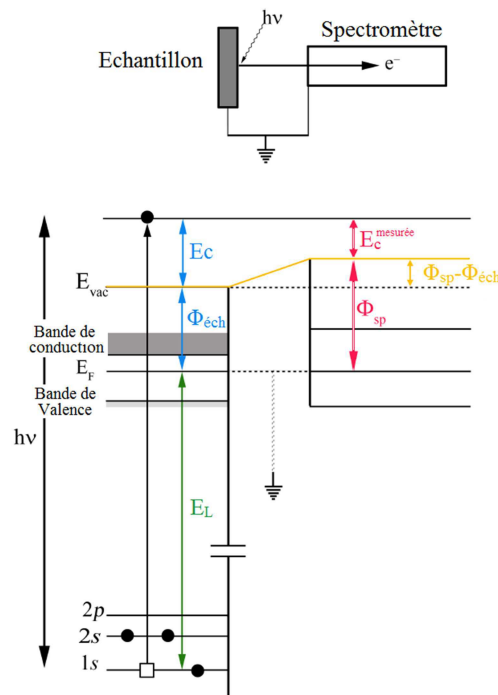 hν
Spectromètre
Echantillon
e⁻
Ec
E_c^mesurée
E_vac
Φ_sp-Φ_éch
Φ_éch
Φ_sp
Bande de
conduction
E_F
Bande de
Valence
hν
E_L
2p
2s
1s